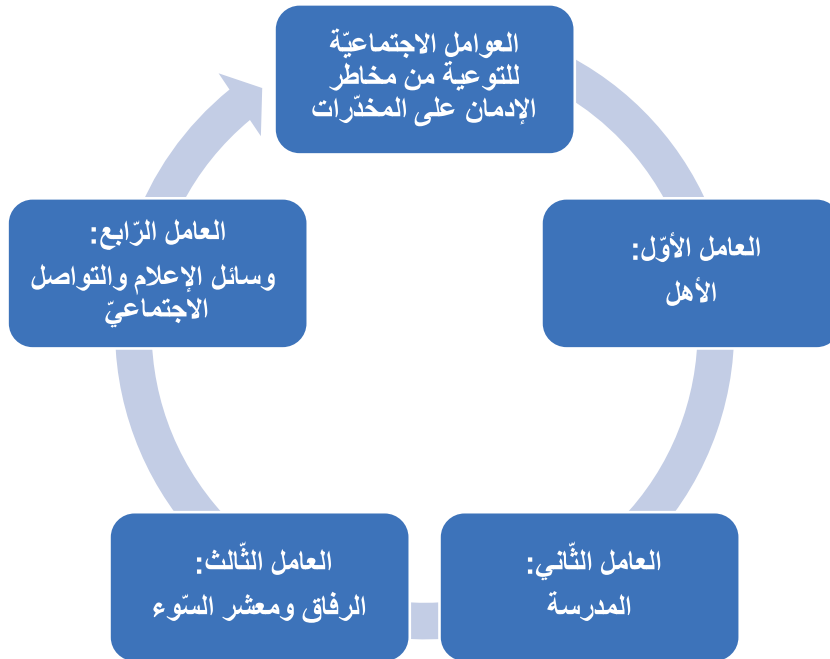 العوامل الاجتماعيّة
للتوعية من مخاطر
الإدمان على المخدّرات
العامل الأوّل:
الأهل
العامل الثّاني:
المدرسة
العامل الثّالث:
الرفاق ومعشر السّوء
العامل الرّابع:
وسائل الإعلام والتواصل
الاجتماعيّ